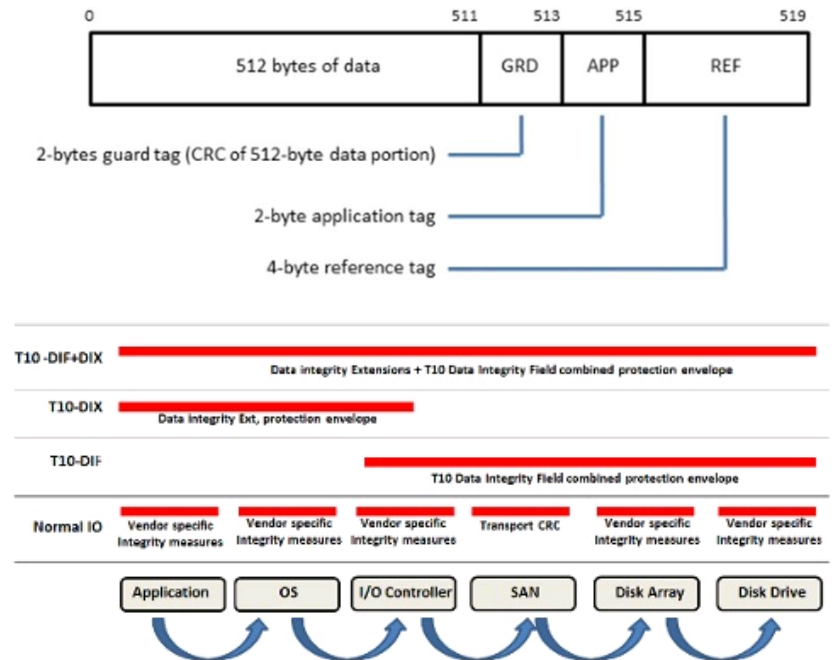 0 511 513 515 519
512 bytes of data GRD APP REF
2-bytes guard tag (CRC of 512-byte data portion)
2-byte application tag
4-byte reference tag
T10 -DIF+DIX
Data integrity Extensions + T10 Data Integrity Field combined protection envelope
T10-DIX
Data Integrity Ext, protection envelope
T10-DIF
T10 Data Integrity Field combined protection envelope
Normal IO
Vendor specific Vendor specific Vendor specific Transport CRC Vendor specific Vendor specific
Integrity measures Integrity measures Integrity measures Integrity measures Integrity measures
Application OS I/O Controller SAN Disk Array Disk Drive